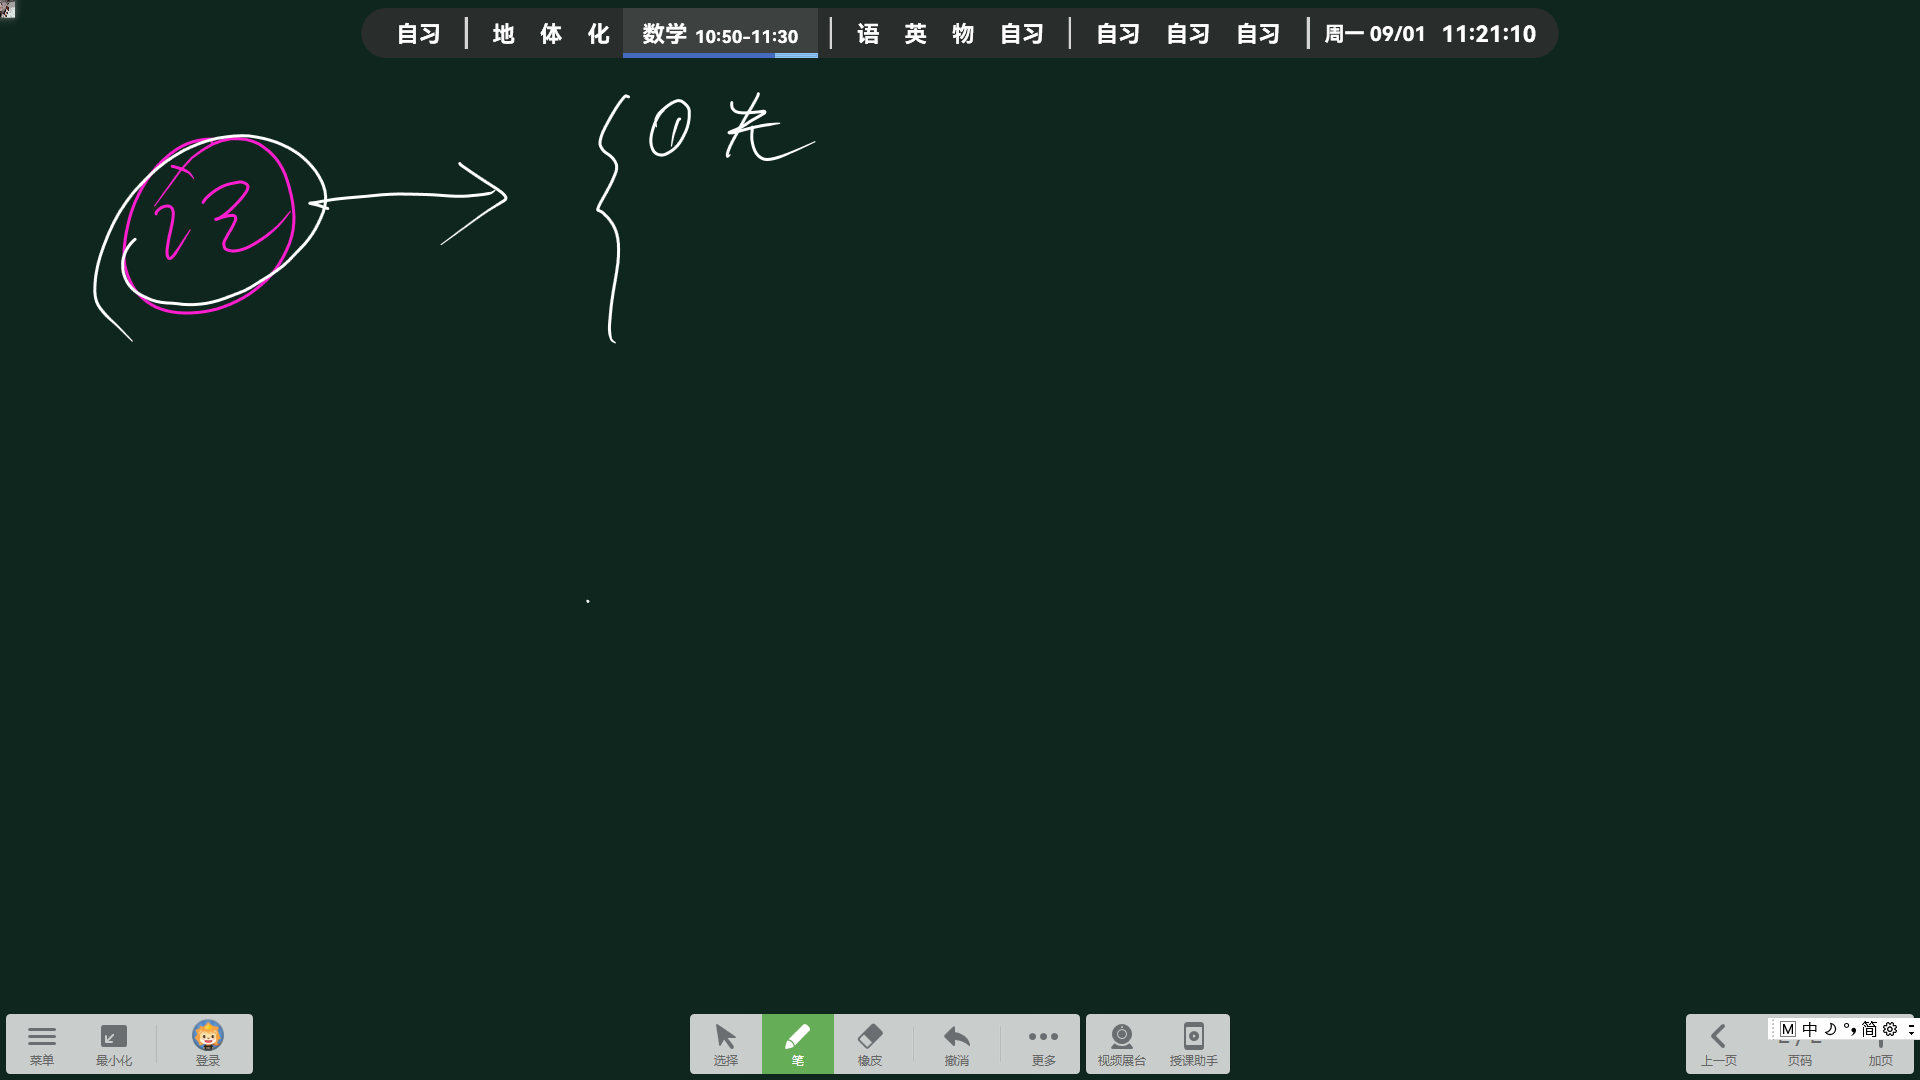 自习 | 地 体 化 数学 10:50-11:30 | 语 英 物 自习 | 自习 自习 自习 | 周一 09/01 11:21:10
① 先
菜单 最小化 登录 选择 笔 橡皮 撤消 更多 视频展台 授课助手 上一页 页码 加页
M 中 简